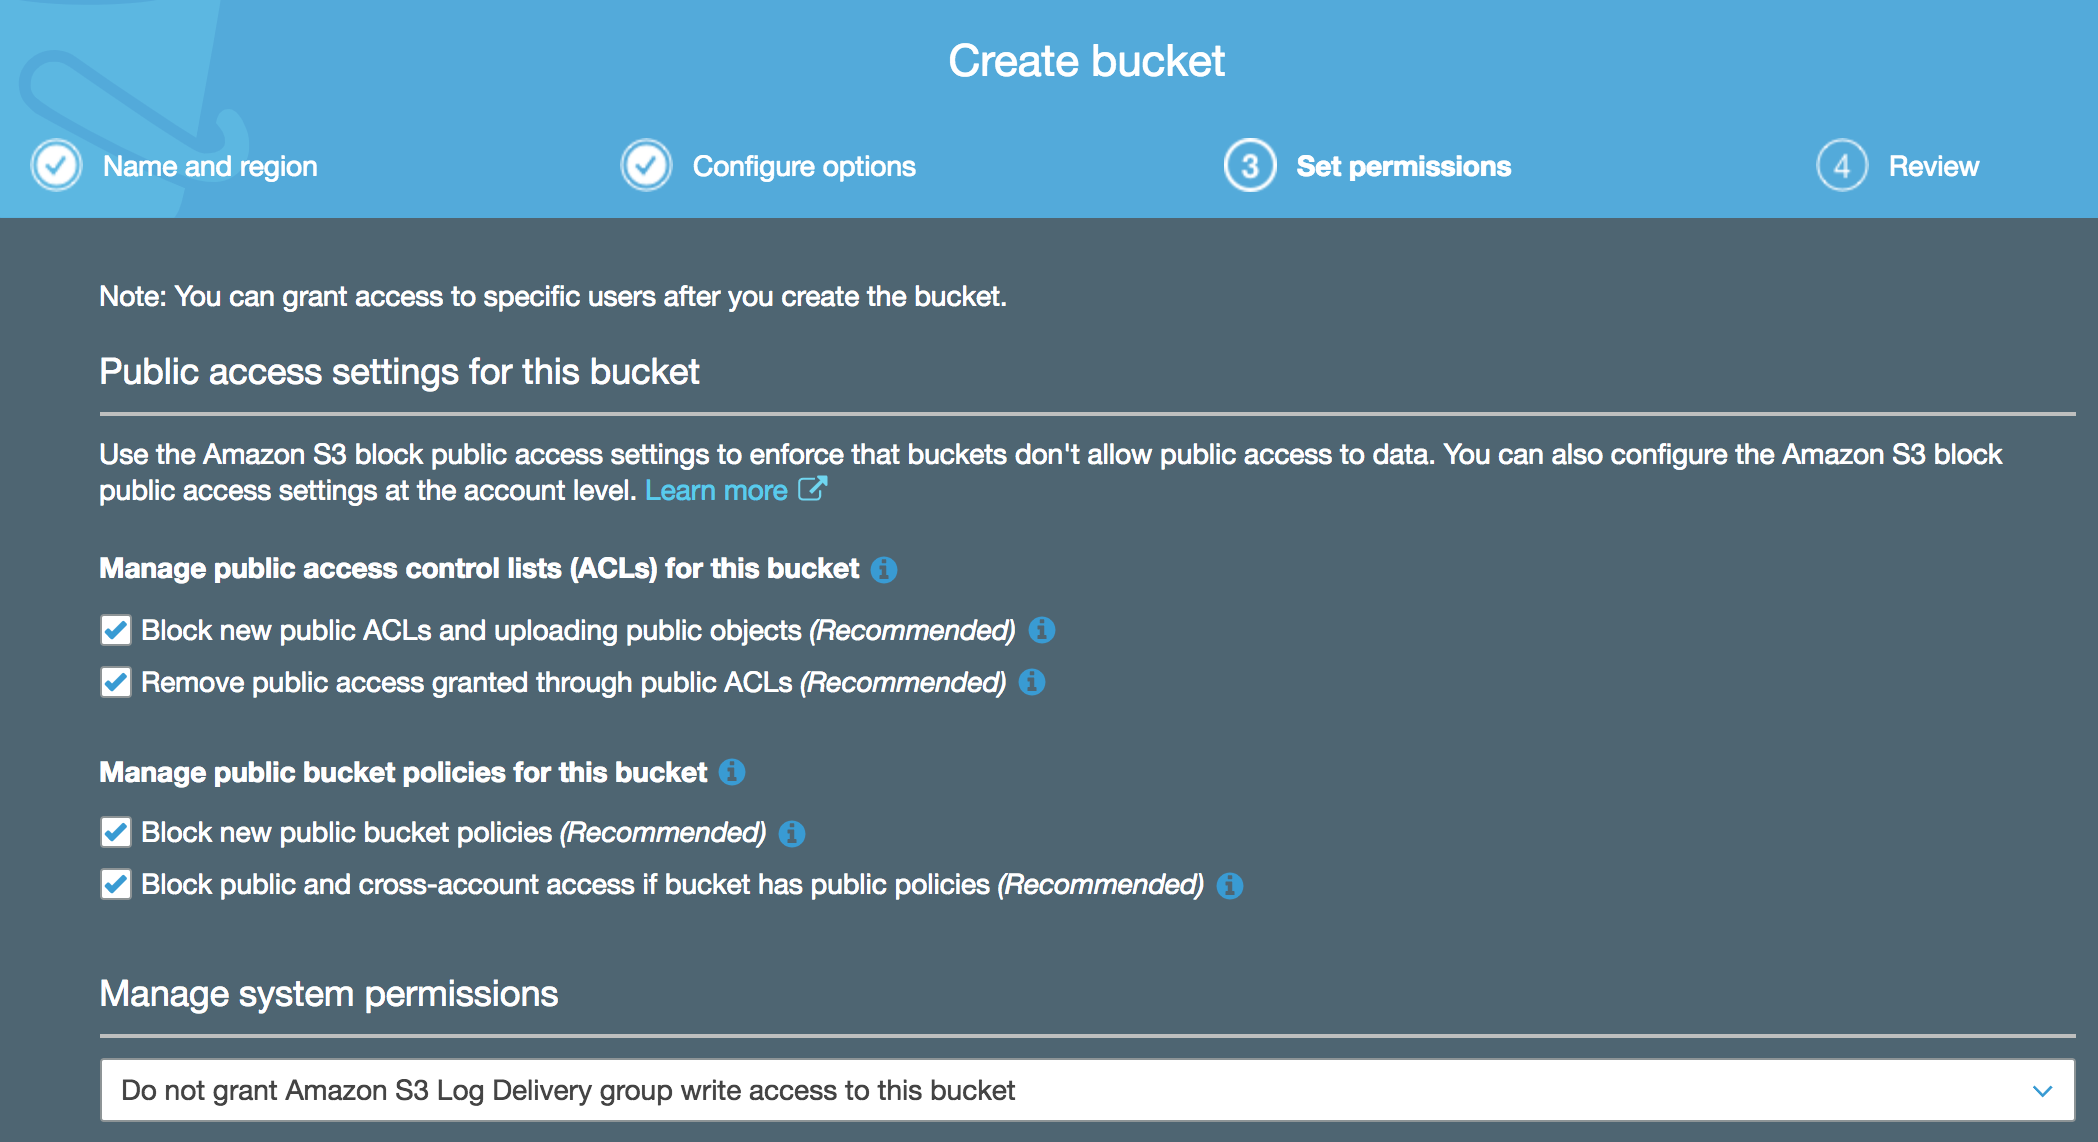 Create bucket
Name and region
Configure options
3 Set permissions
4 Review
Note: You can grant access to specific users after you create the bucket.
Public access settings for this bucket
Use the Amazon S3 block public access settings to enforce that buckets don't allow public access to data. You can also configure the Amazon S3 block
public access settings at the account level. Learn more
Manage public access control lists (ACLs) for this bucket
Block new public ACLs and uploading public objects (Recommended)
Remove public access granted through public ACLs (Recommended)
Manage public bucket policies for this bucket
Block new public bucket policies (Recommended)
Block public and cross-account access if bucket has public policies (Recommended)
Manage system permissions
Do not grant Amazon S3 Log Delivery group write access to this bucket